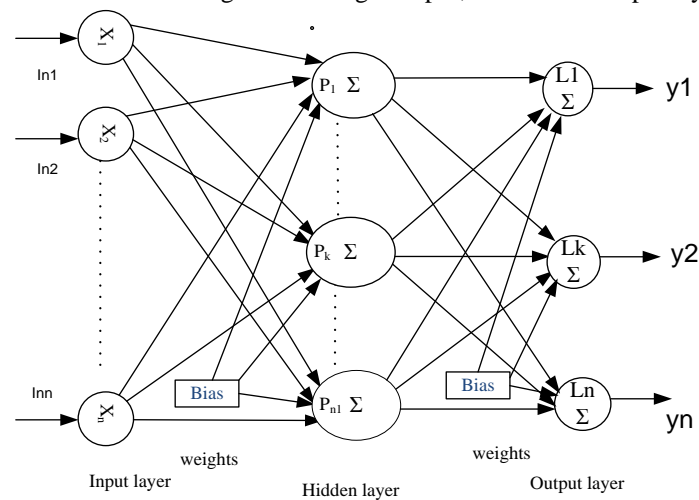 X1
In1
P1 Σ
L1
Σ
y1
X2
In2
Pk Σ
Lk
Σ
y2
Inn
Xn
Bias
Pn1 Σ
Bias
Ln
Σ
yn
weights
weights
Input layer
Hidden layer
Output layer